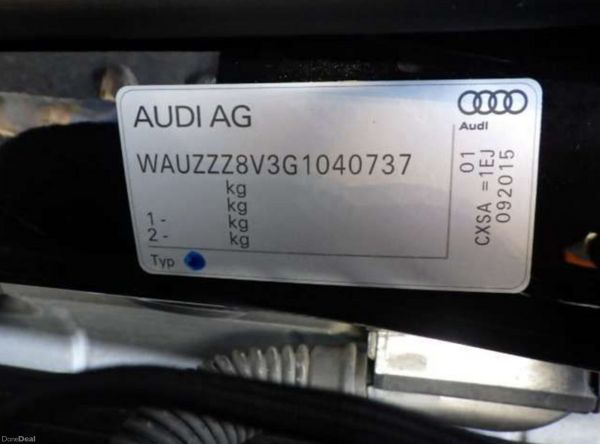 AUDI AG
Audi
WAUZZZ8V3G1040737
kg
kg
1 - kg
2 - kg
Typ
01
CXSA =1EJ
092015
DoneDeal